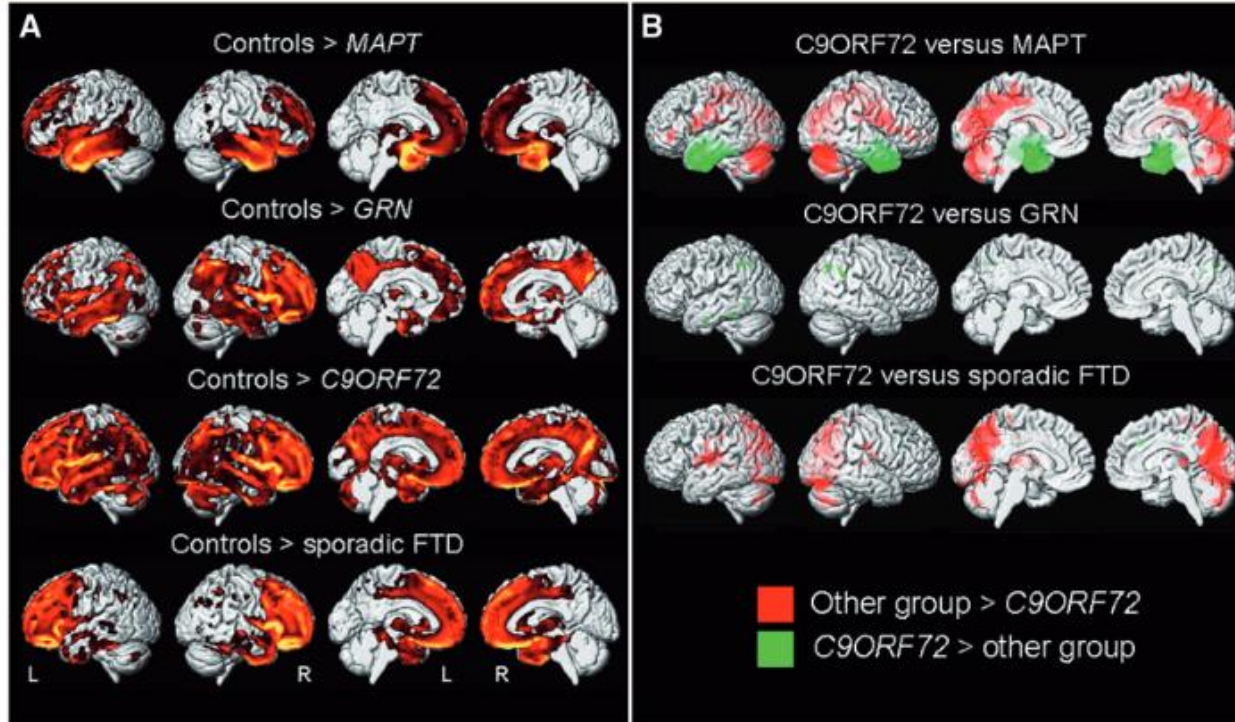 A
Controls > MAPT
Controls > GRN
Controls > C9ORF72
Controls > sporadic FTD
L
R
L
R
B
C9ORF72 versus MAPT
C9ORF72 versus GRN
C9ORF72 versus sporadic FTD
Other group > C9ORF72
C9ORF72 > other group